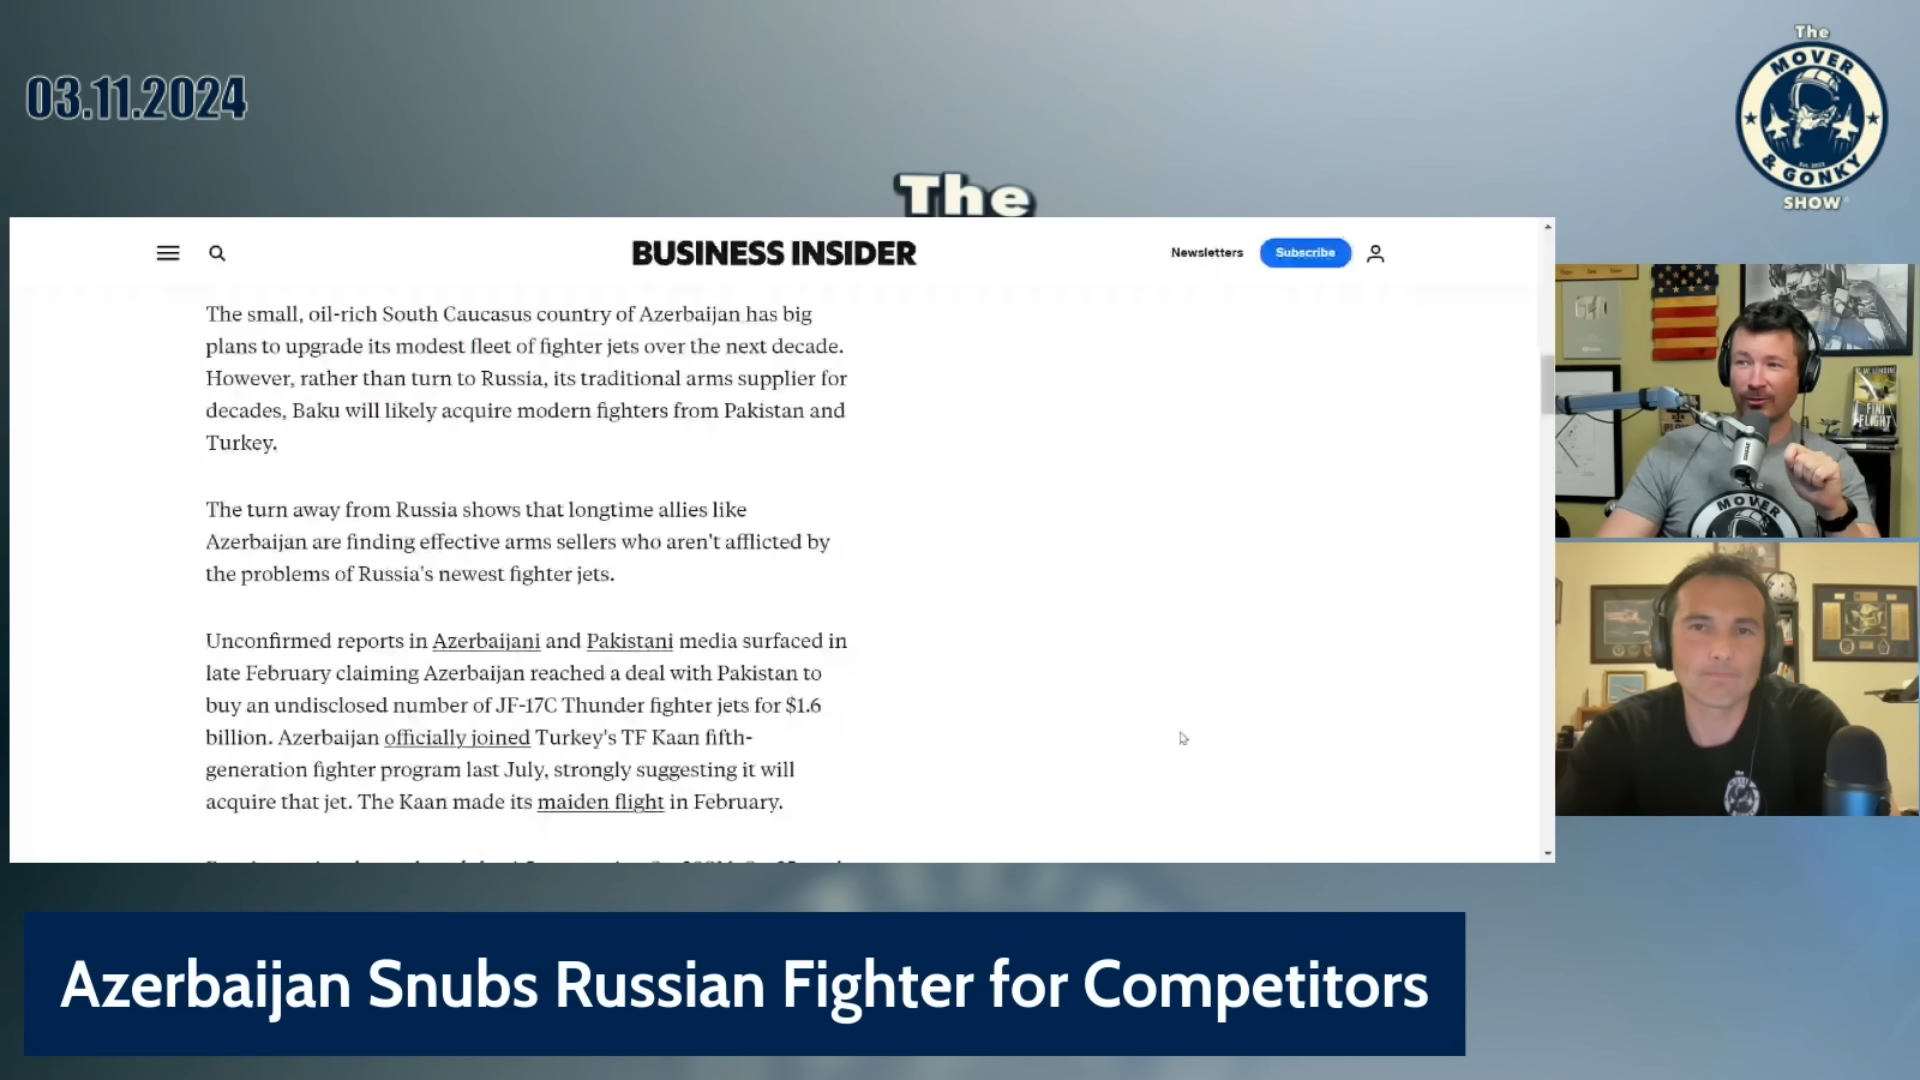 03.11.2024
The
MOVER
& GONKY
SHOW
The
BUSINESS INSIDER
Newsletters
Subscribe
The small, oil-rich South Caucasus country of Azerbaijan has big
plans to upgrade its modest fleet of fighter jets over the next decade.
However, rather than turn to Russia, its traditional arms supplier for
decades, Baku will likely acquire modern fighters from Pakistan and
Turkey.
The turn away from Russia shows that longtime allies like
Azerbaijan are finding effective arms sellers who aren't afflicted by
the problems of Russia's newest fighter jets.
Unconfirmed reports in Azerbaijani and Pakistani media surfaced in
late February claiming Azerbaijan reached a deal with Pakistan to
buy an undisclosed number of JF-17C Thunder fighter jets for $1.6
billion. Azerbaijan officially joined Turkey's TF Kaan fifth-
generation fighter program last July, strongly suggesting it will
acquire that jet. The Kaan made its maiden flight in February.
FINI
FLIGHT
The
MOVER
Azerbaijan Snubs Russian Fighter for Competitors